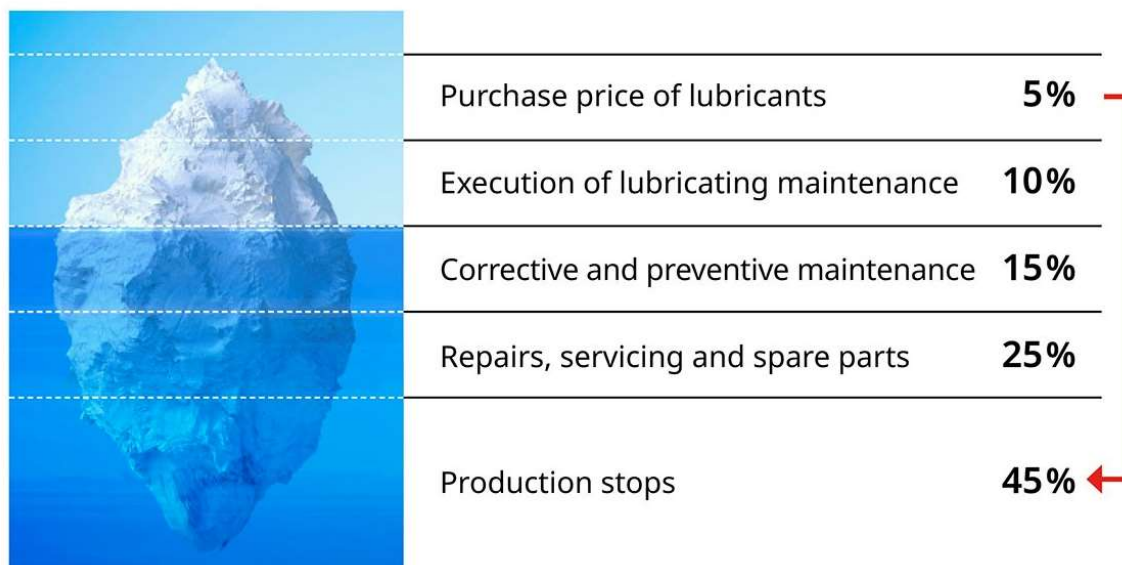 Purchase price of lubricants 5%
Execution of lubricating maintenance 10%
Corrective and preventive maintenance 15%
Repairs, servicing and spare parts 25%
Production stops 45%